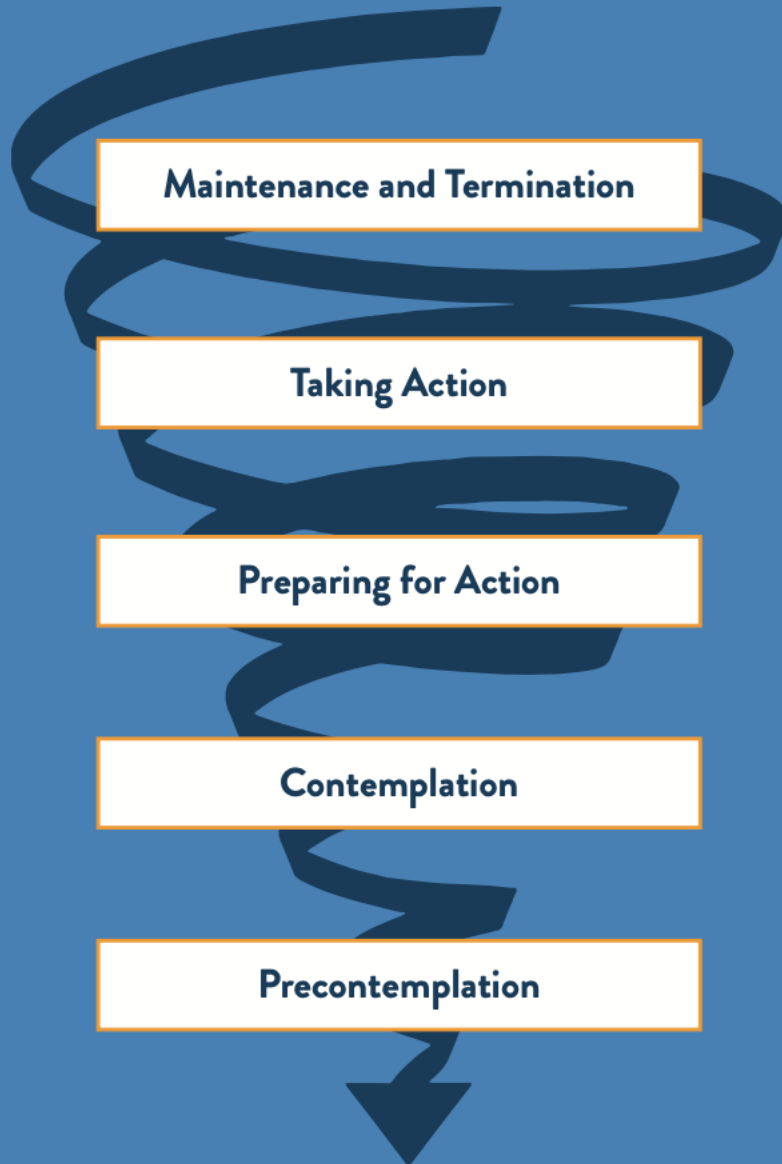 Maintenance and Termination
Taking Action
Preparing for Action
Contemplation
Precontemplation